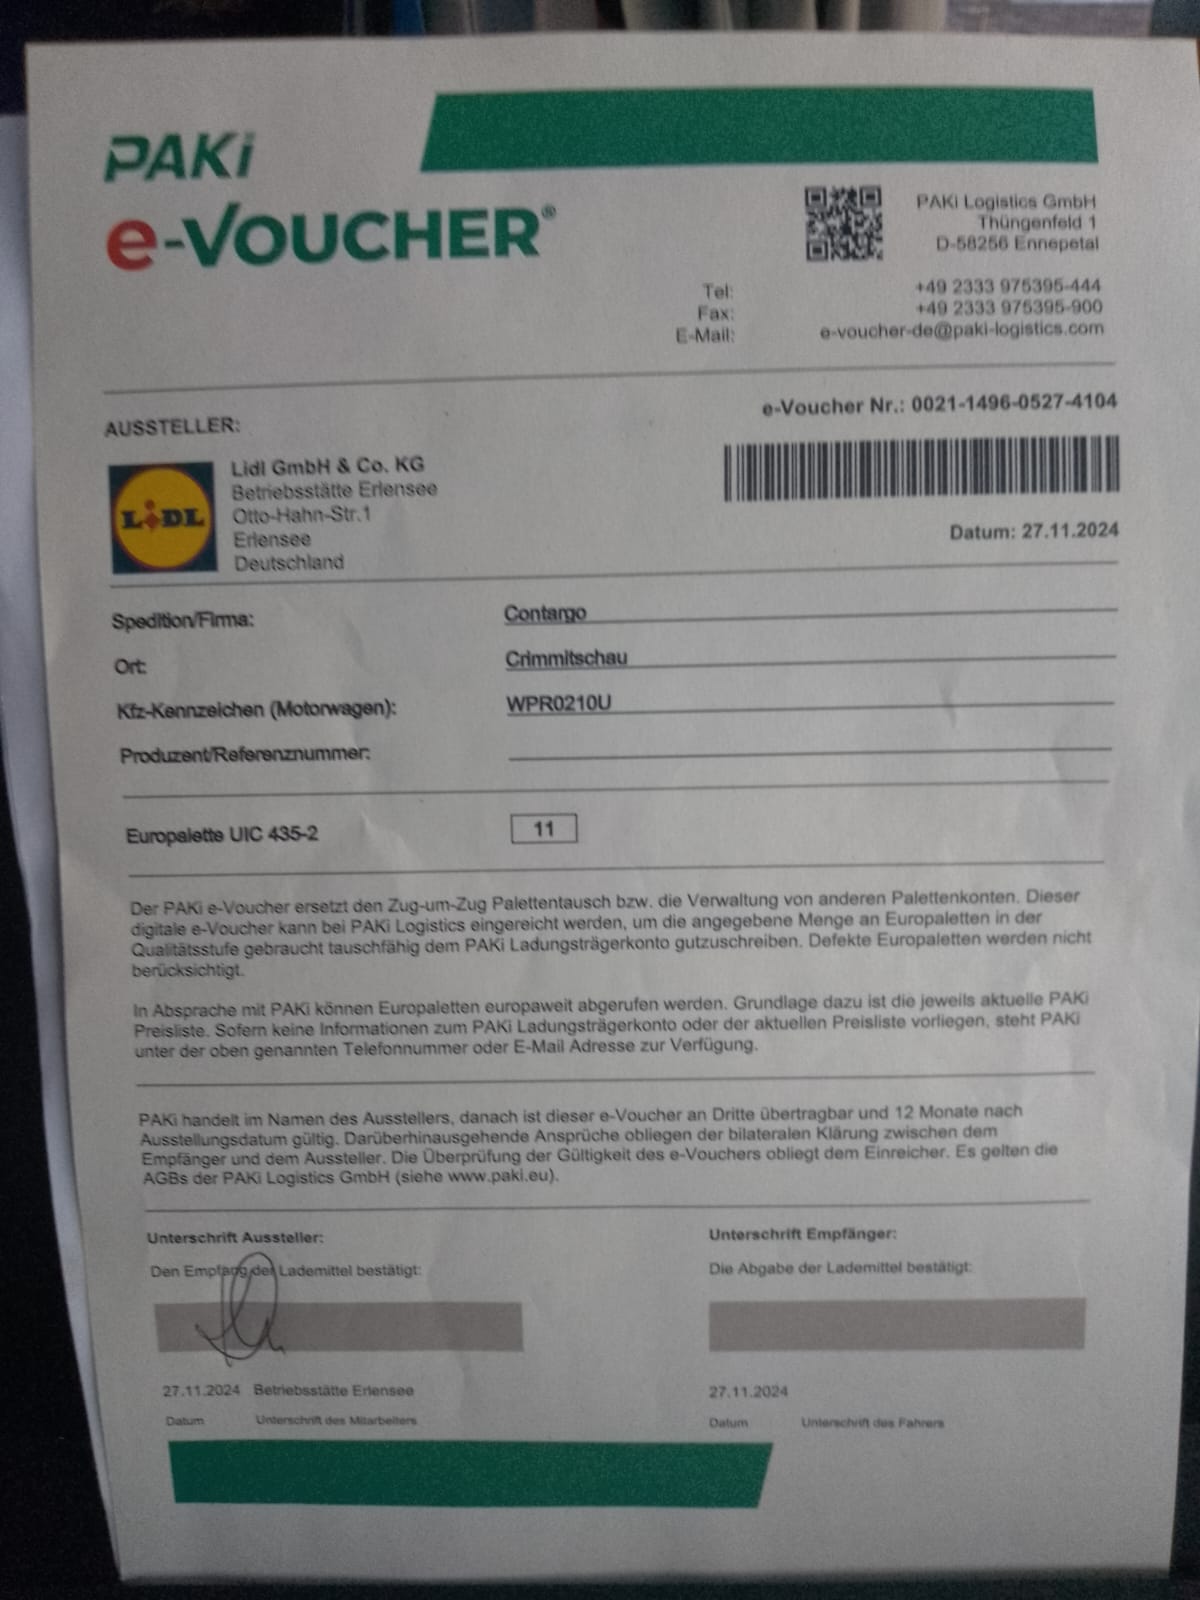 PAKi
e-VOUCHER®
PAKi Logistics GmbH
Thüngenfeld 1
D-58256 Ennepetal
Tel: +49 2333 975395-444
Fax: +49 2333 975395-900
E-Mail: e-voucher-de@paki-logistics.com
AUSSTELLER:
e-Voucher Nr.: 0021-1496-0527-4104
LIDL
Lidl GmbH & Co. KG
Betriebsstätte Erlensee
Otto-Hahn-Str.1
Erlensee
Deutschland
Datum: 27.11.2024
Spedition/Firma: Contargo
Ort: Crimmitschau
Kfz-Kennzeichen (Motorwagen): WPR0210U
Produzent/Referenznummer:
Europalette UIC 435-2 11
Der PAKi e-Voucher ersetzt den Zug-um-Zug Palettentausch bzw. die Verwaltung von anderen Palettenkonten. Dieser
digitale e-Voucher kann bei PAKi Logistics eingereicht werden, um die angegebene Menge an Europaletten in der
Qualitätsstufe gebraucht tauschfähig dem PAKi Ladungsträgerkonto gutzuschreiben. Defekte Europaletten werden nicht
berücksichtigt.
In Absprache mit PAKi können Europaletten europaweit abgerufen werden. Grundlage dazu ist die jeweils aktuelle PAKi
Preisliste. Sofern keine Informationen zum PAKi Ladungsträgerkonto oder der aktuellen Preisliste vorliegen, steht PAKi
unter der oben genannten Telefonnummer oder E-Mail Adresse zur Verfügung.
PAKi handelt im Namen des Ausstellers, danach ist dieser e-Voucher an Dritte übertragbar und 12 Monate nach
Ausstellungsdatum gültig. Darüberhinausgehende Ansprüche obliegen der bilateralen Klärung zwischen dem
Empfänger und dem Aussteller. Die Überprüfung der Gültigkeit des e-Vouchers obliegt dem Einreicher. Es gelten die
AGBs der PAKi Logistics GmbH (siehe www.paki.eu).
Unterschrift Aussteller:
Den Empfang der Lademittel bestätigt:
27.11.2024 Betriebsstätte Erlensee
Datum Unterschrift des Mitarbeiters
Unterschrift Empfänger:
Die Abgabe der Lademittel bestätigt:
27.11.2024
Datum Unterschrift des Fahrers